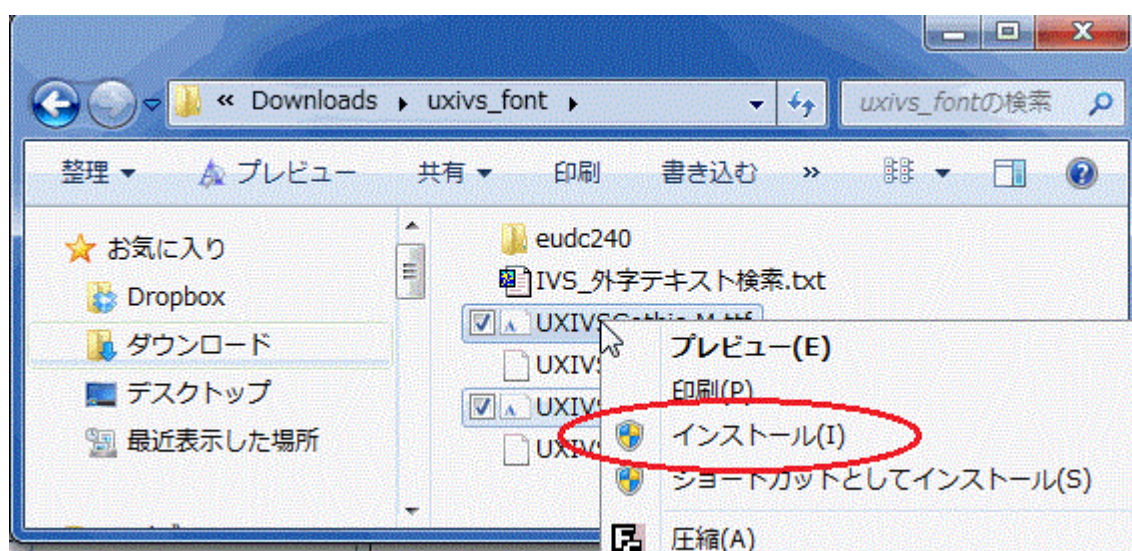 « Downloads ▸ uxivs_font ▸
uxivs_fontの検索
整理 プレビュー 共有 印刷 書き込む »
お気に入り
Dropbox
ダウンロード
デスクトップ
最近表示した場所
eudc240
IVS_外字テキスト検索.txt
プレビュー(E)
印刷(P)
インストール(I)
ショートカットとしてインストール(S)
圧縮(A)